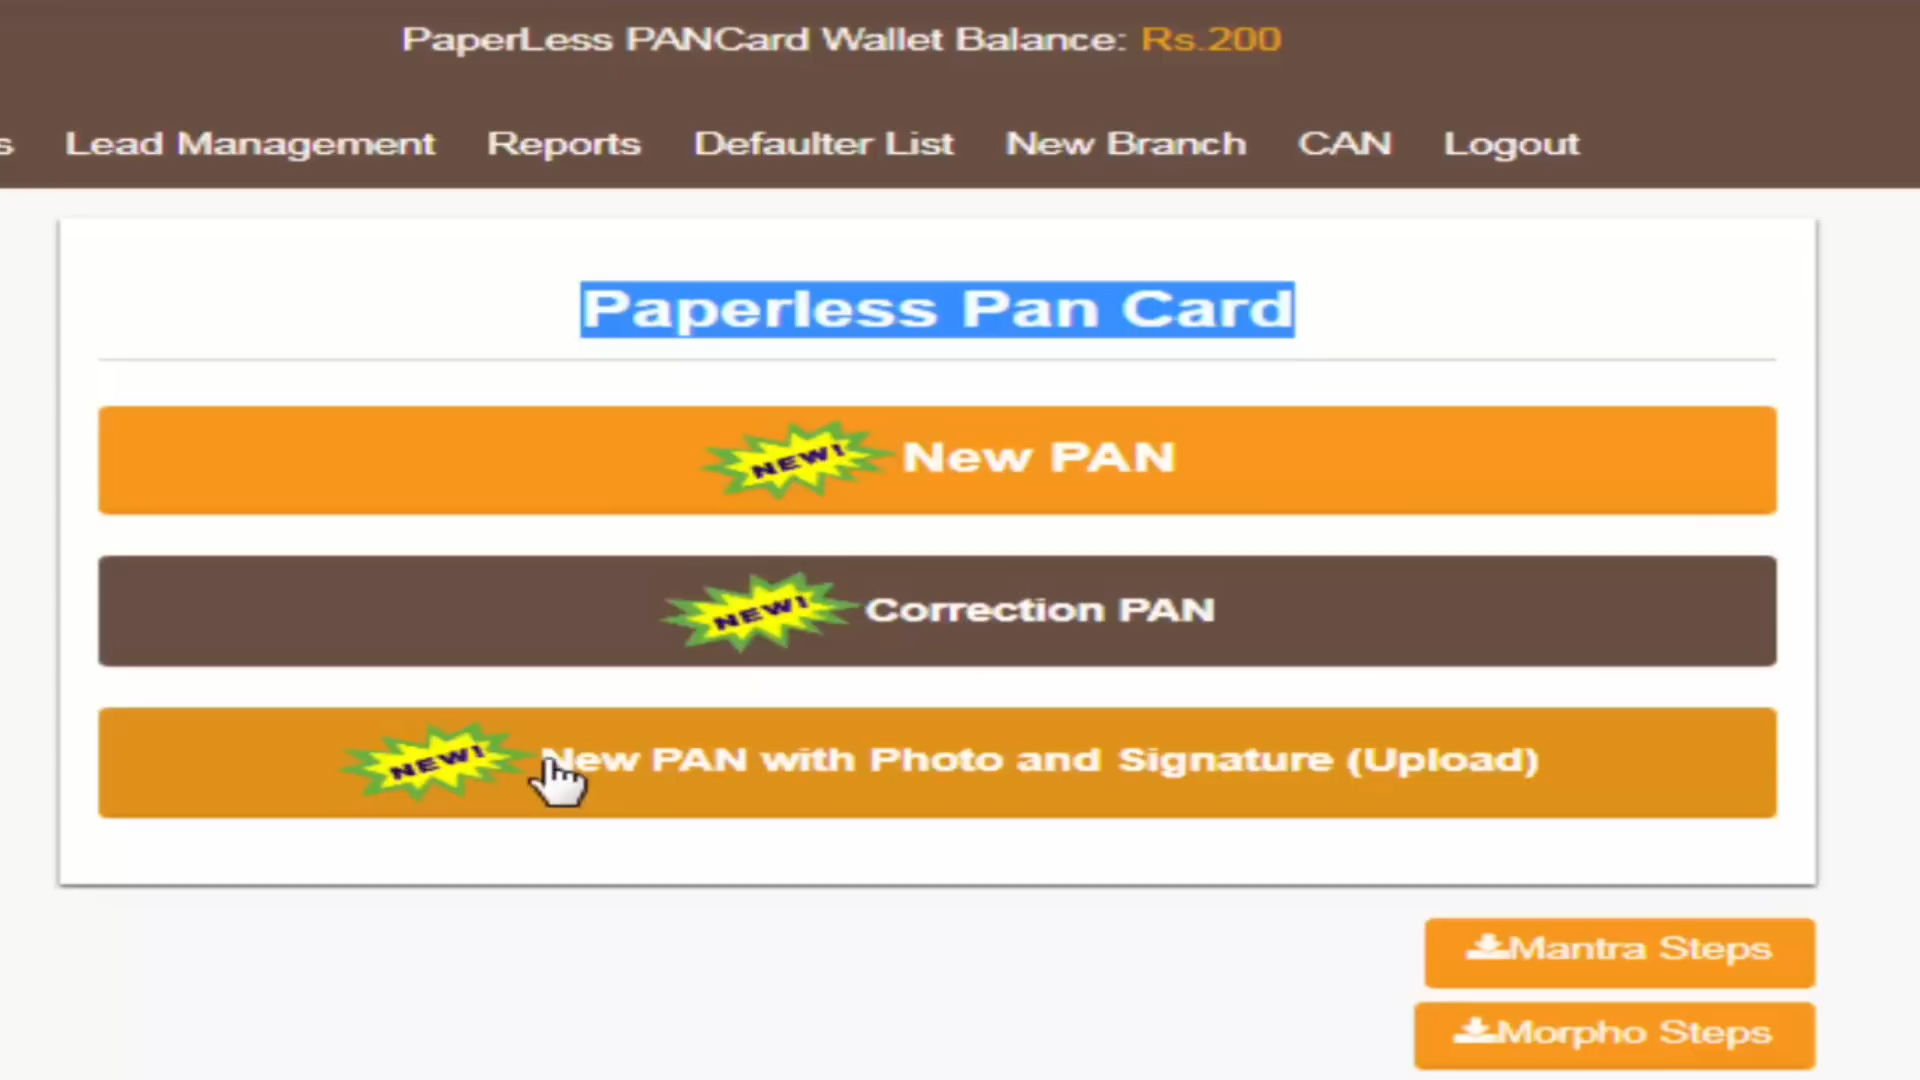 PaperLess PANCard Wallet Balance: Rs.200
s Lead Management Reports Defaulter List New Branch CAN Logout
Paperless Pan Card
NEW! New PAN
NEW! Correction PAN
NEW! New PAN with Photo and Signature (Upload)
Mantra Steps
Morpho Steps